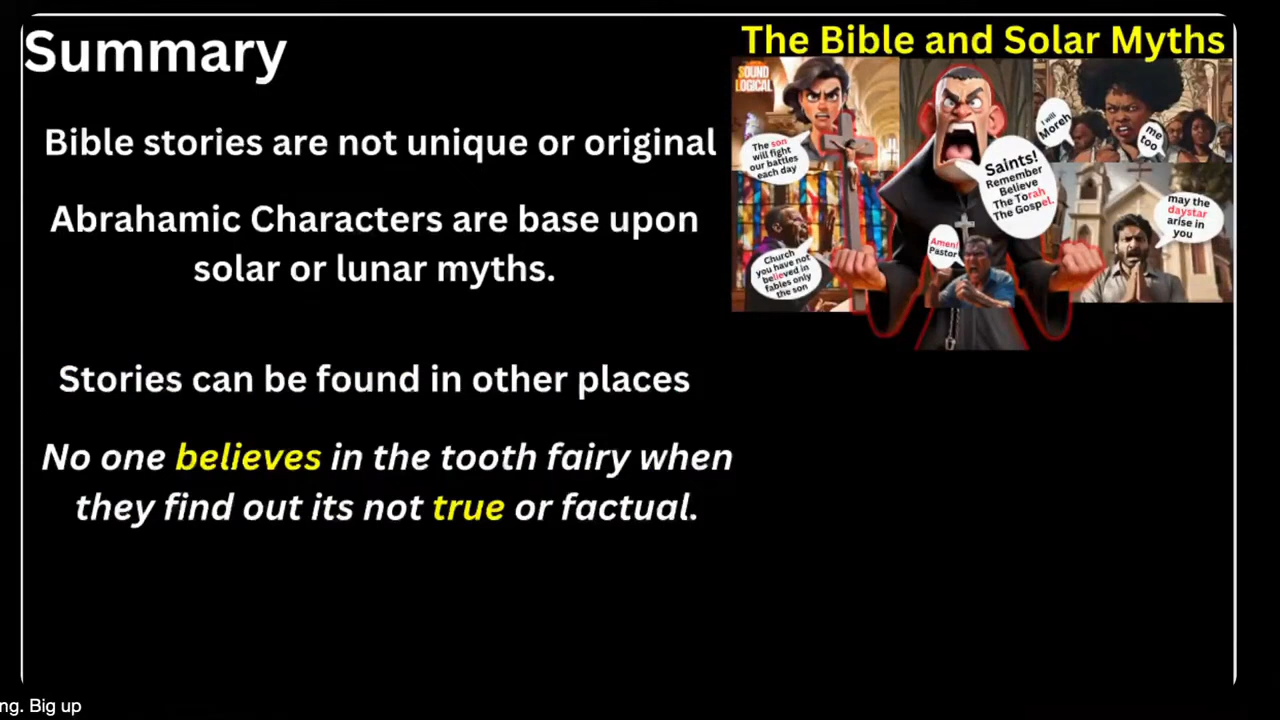 Summary
The Bible and Solar Myths
Bible stories are not unique or original
Abrahamic Characters are base upon
solar or lunar myths.
Stories can be found in other places
No one believes in the tooth fairy when
they find out its not true or factual.
SOUND
LOGICAL
The son
will fight
our battles
each day
Church
you have not
believed in
fables only
the son
Saints!
Remember
Believe
The Torah
The Gospel.
Amen!
Pastor
I will
Moreh
me
too
may the
daystar
arise in
you
ng. Big up